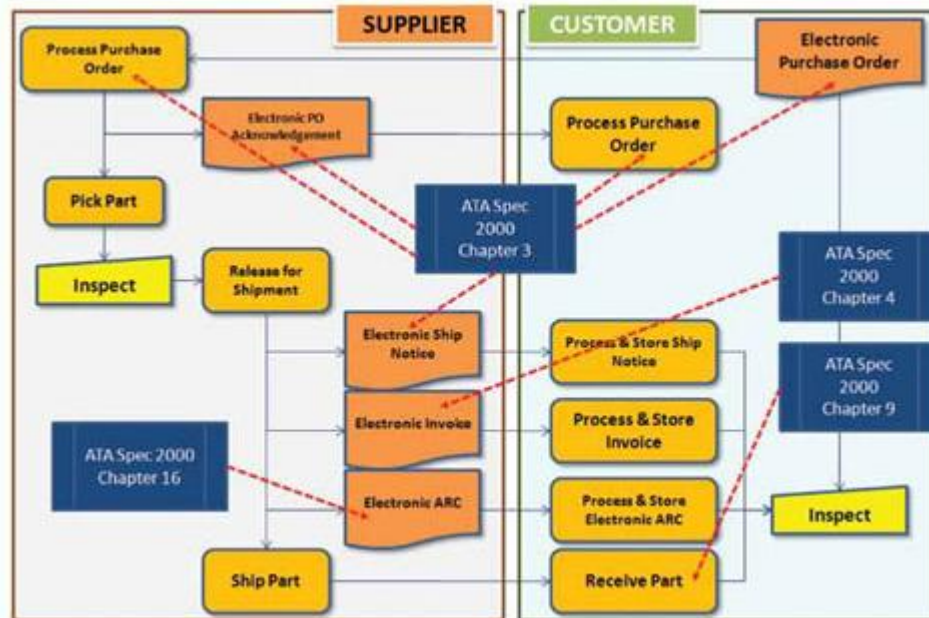 SUPPLIER
CUSTOMER
Process Purchase
Order
Electronic
Purchase Order
Electronic PO
Acknowledgement
Process Purchase
Order
Pick Part
ATA Spec
2000
Chapter 3
Inspect
Release for
Shipment
ATA Spec
2000
Chapter 4
Electronic Ship
Notice
Process & Store Ship
Notice
ATA Spec
2000
Chapter 9
Electronic Invoice
Process & Store
Invoice
ATA Spec 2000
Chapter 16
Electronic ARC
Process & Store
Electronic ARC
Inspect
Ship Part
Receive Part